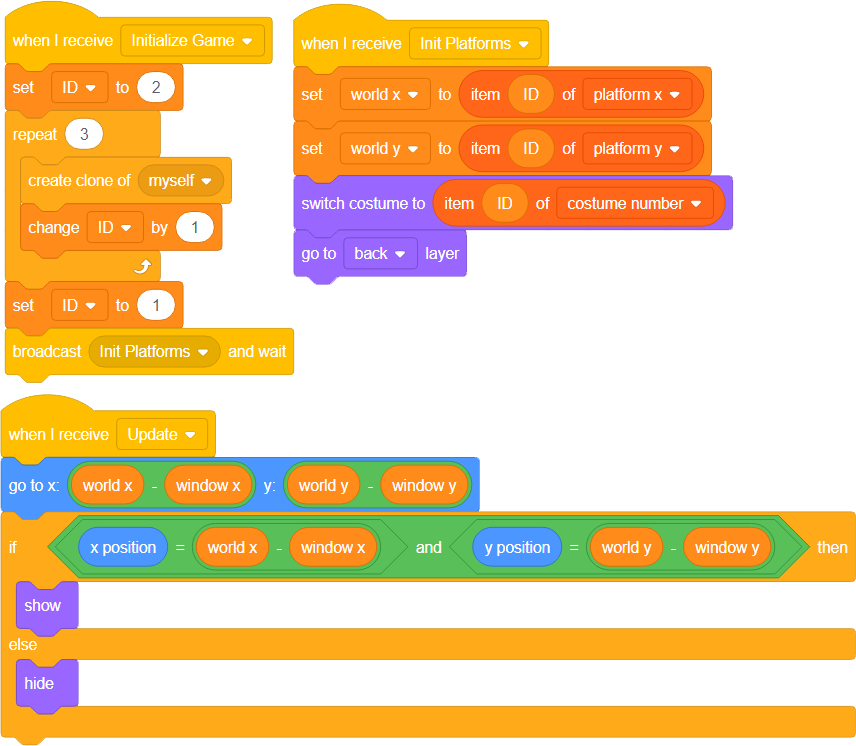 when I receive Initialize Game
set ID to 2
repeat 3
create clone of myself
change ID by 1
set ID to 1
broadcast Init Platforms and wait
when I receive Init Platforms
set world x to item ID of platform x
set world y to item ID of platform y
switch costume to item ID of costume number
go to back layer
when I receive Update
go to x: world x - window x y: world y - window y
if x position = world x - window x and y position = world y - window y then
show
else
hide